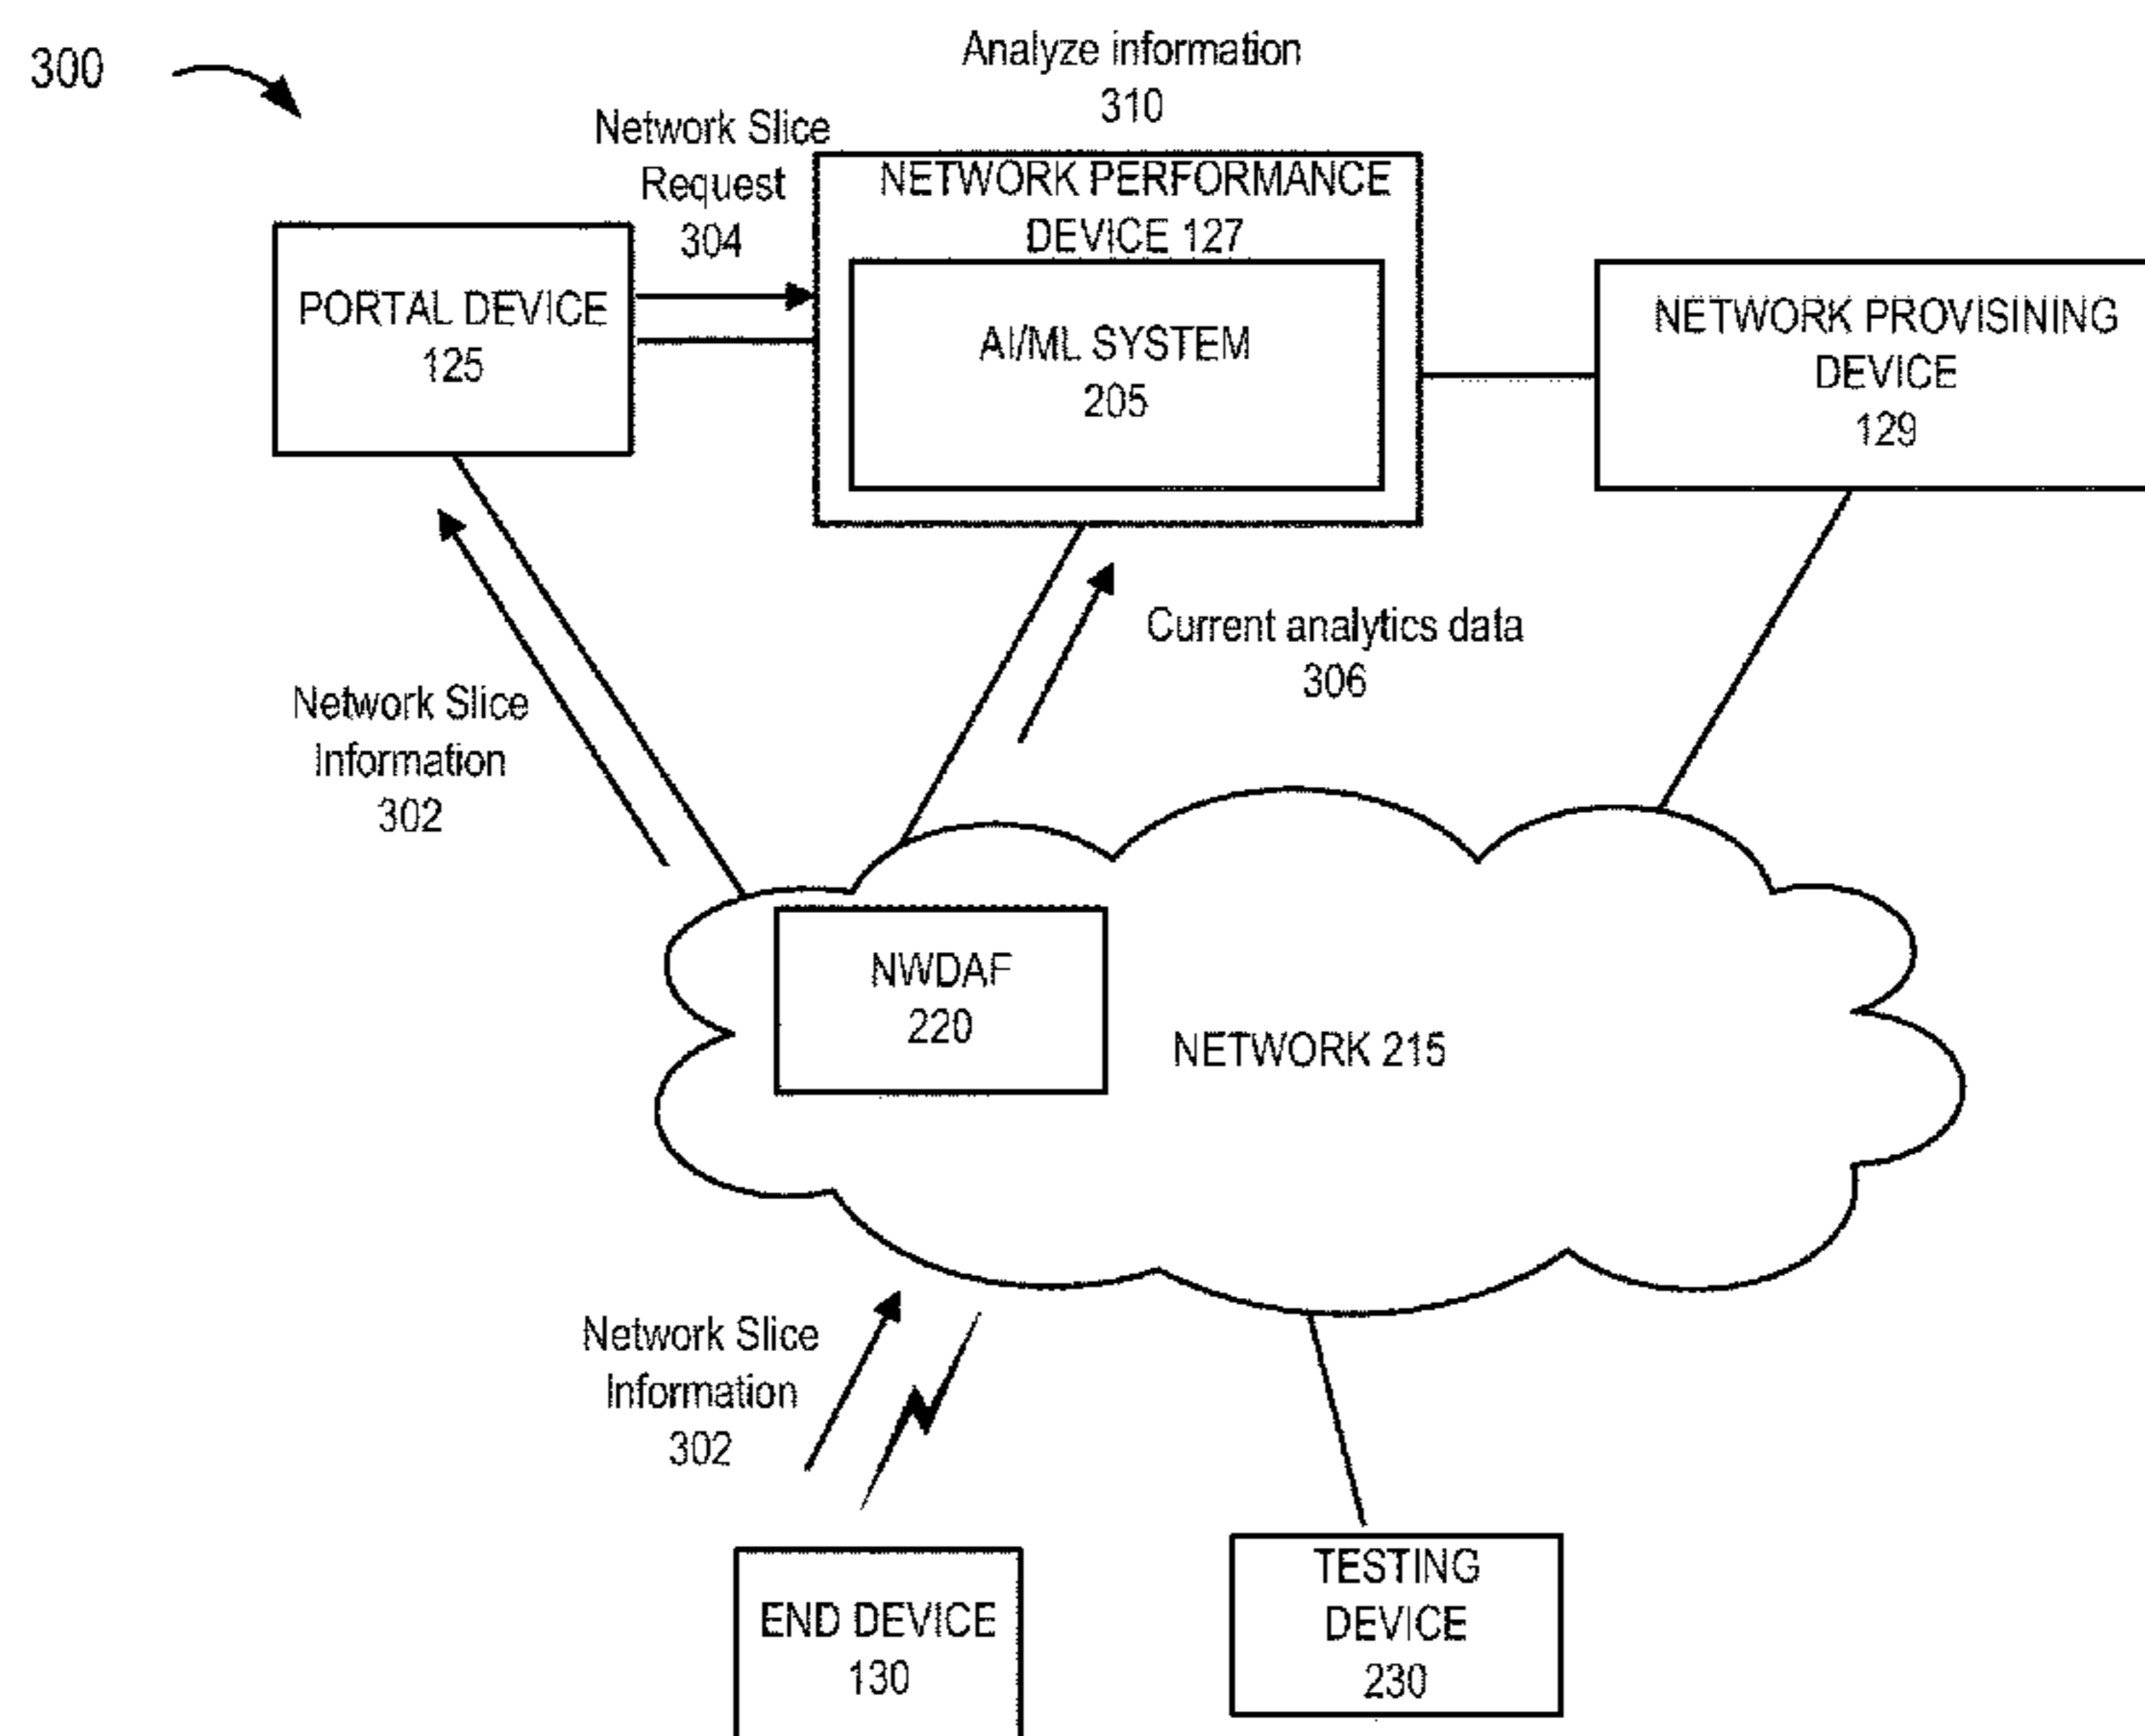 300
Analyze information
310
Network Slice
Request
304
NETWORK PERFORMANCE
DEVICE 127
PORTAL DEVICE
125
AI/ML SYSTEM
205
NETWORK PROVISINING
DEVICE
129
Current analytics data
306
Network Slice
Information
302
NWDAF
220
NETWORK 215
Network Slice
Information
302
END DEVICE
130
TESTING
DEVICE
230